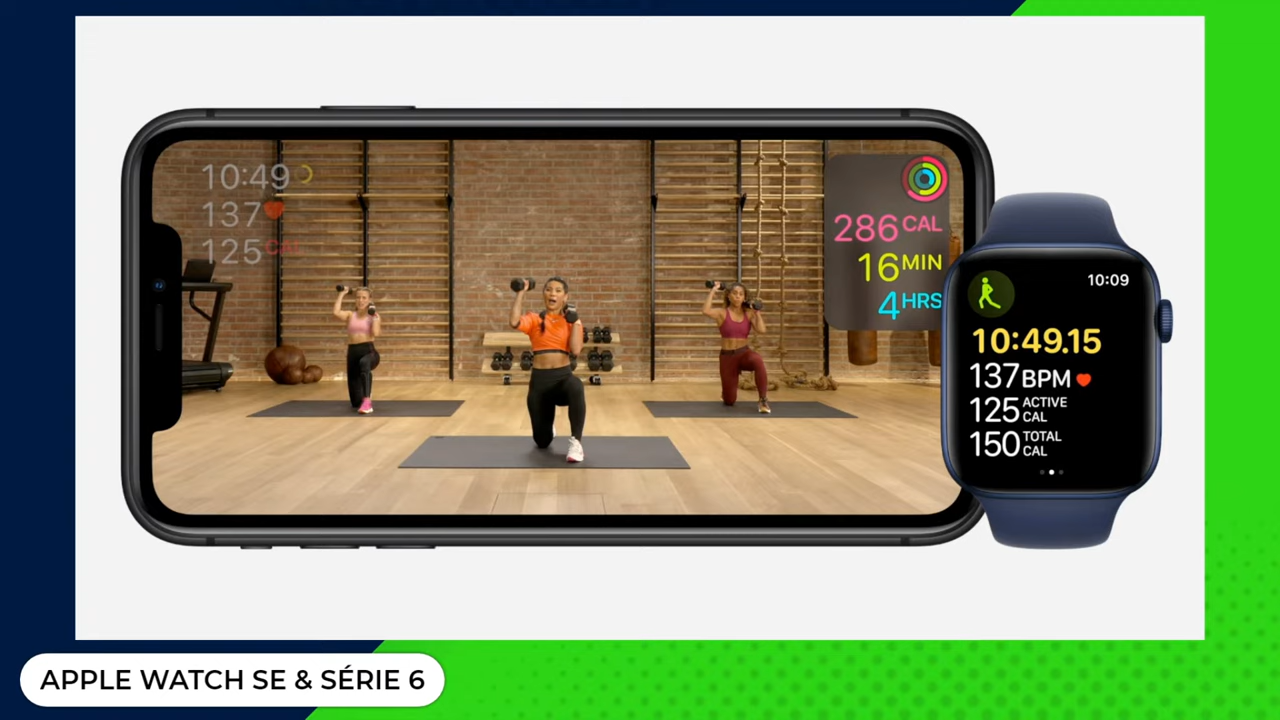 10:49
137
125 CAL
286 CAL
16 MIN
4 HRS
10:09
10:49.15
137 BPM
125 ACTIVE CAL
150 TOTAL CAL
APPLE WATCH SE & SÉRIE 6